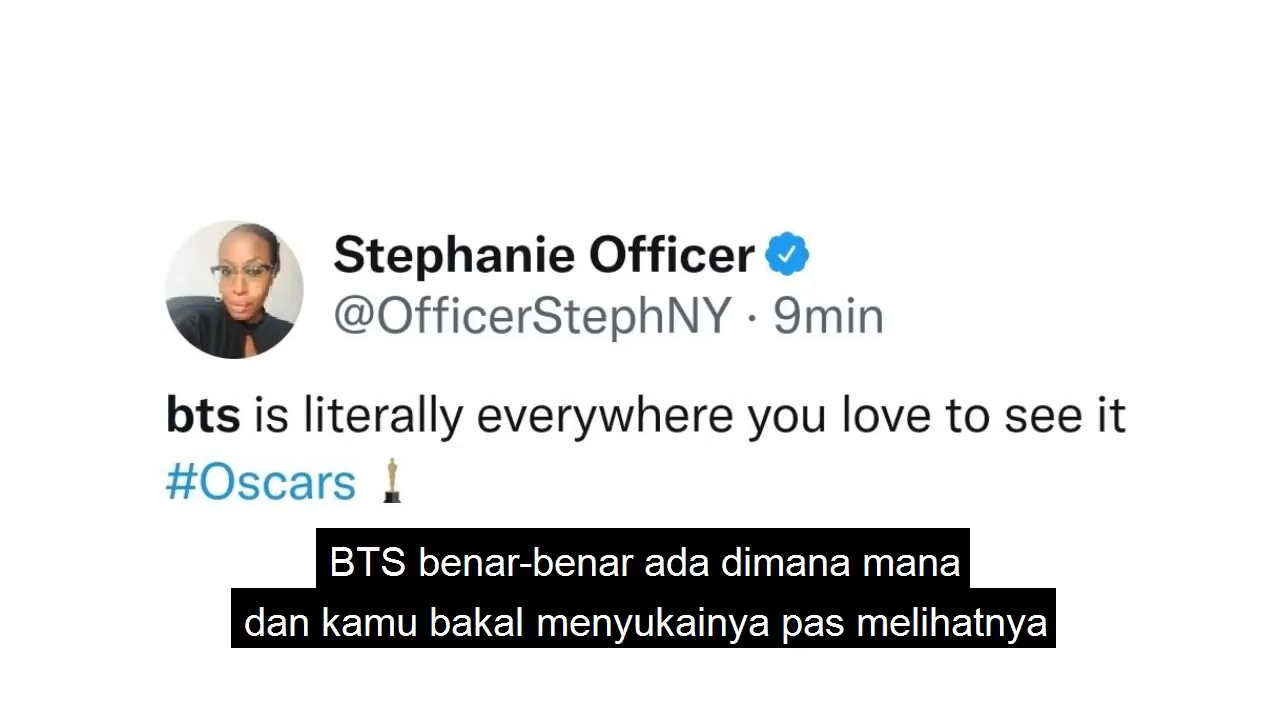 Stephanie Officer
@OfficerStephNY · 9min
bts is literally everywhere you love to see it
#Oscars
BTS benar-benar ada dimana mana
dan kamu bakal menyukainya pas melihatnya